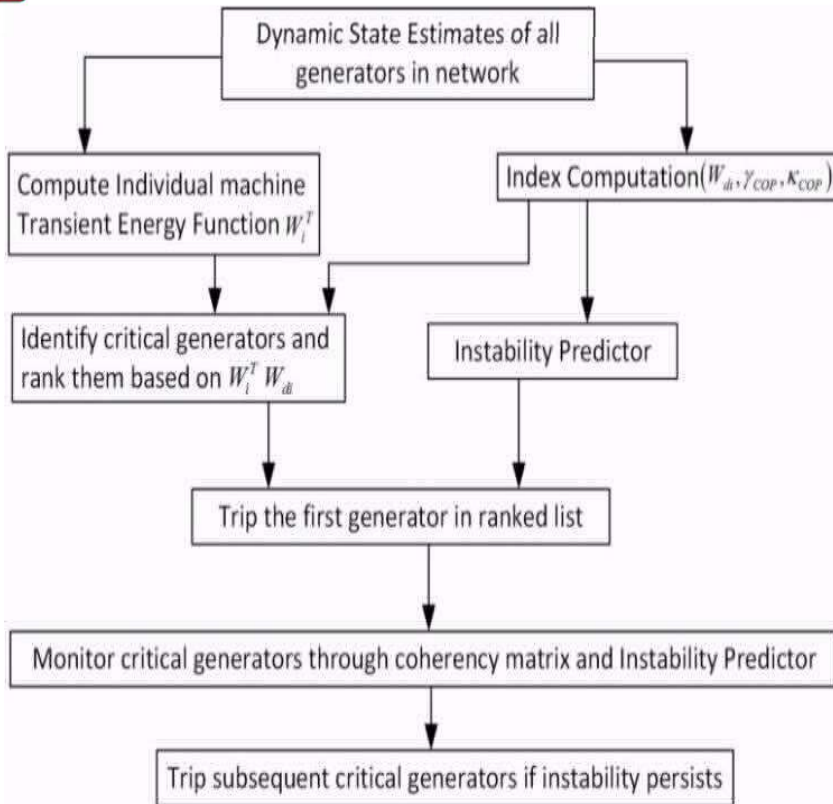 Dynamic State Estimates of all
generators in network
Compute Individual machine
Transient Energy Function W_i^T
Index Computation(W_di, γ_COP, κ_COP)
Identify critical generators and
rank them based on W_i^T W_di
Instability Predictor
Trip the first generator in ranked list
Monitor critical generators through coherency matrix and Instability Predictor
Trip subsequent critical generators if instability persists